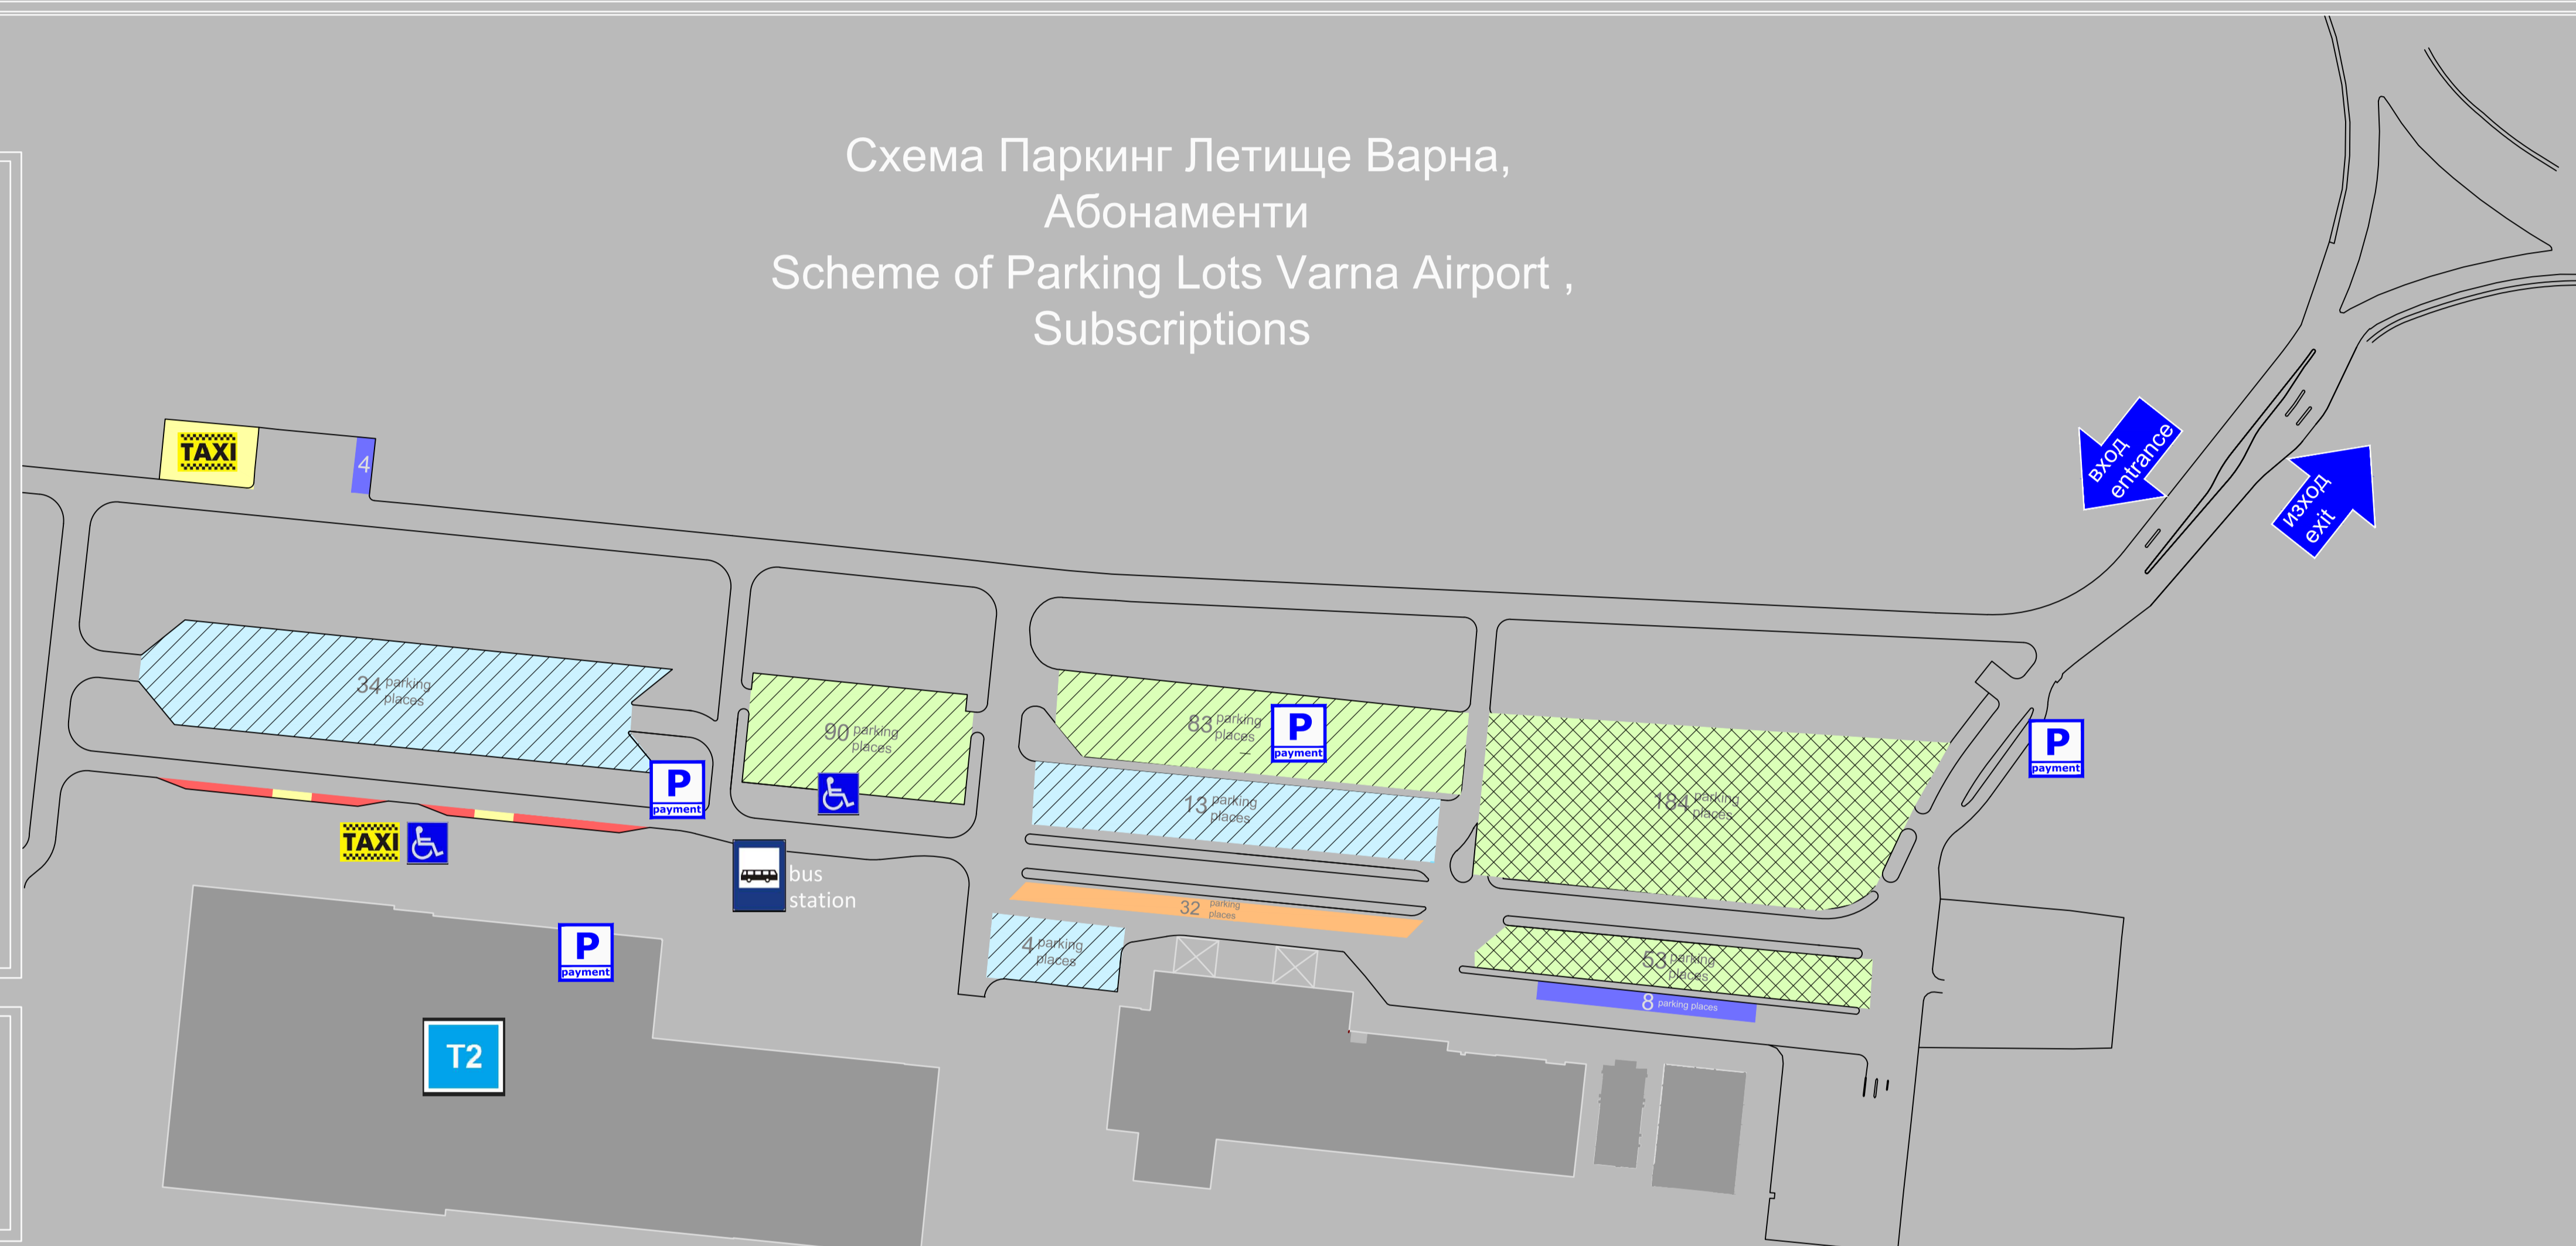 Схема Паркинг Летище Варна,
Абонаменти
Scheme of Parking Lots Varna Airport ,
Subscriptions
вход
entrance
изход
exit
TAXI
4
34 parking
places
90 parking
places
83 parking
places
P
payment
13 parking
places
184 parking
places
P
payment
P
payment
TAXI
bus
station
32 parking
places
4 parking
places
53 parking
places
8 parking places
P
payment
T2